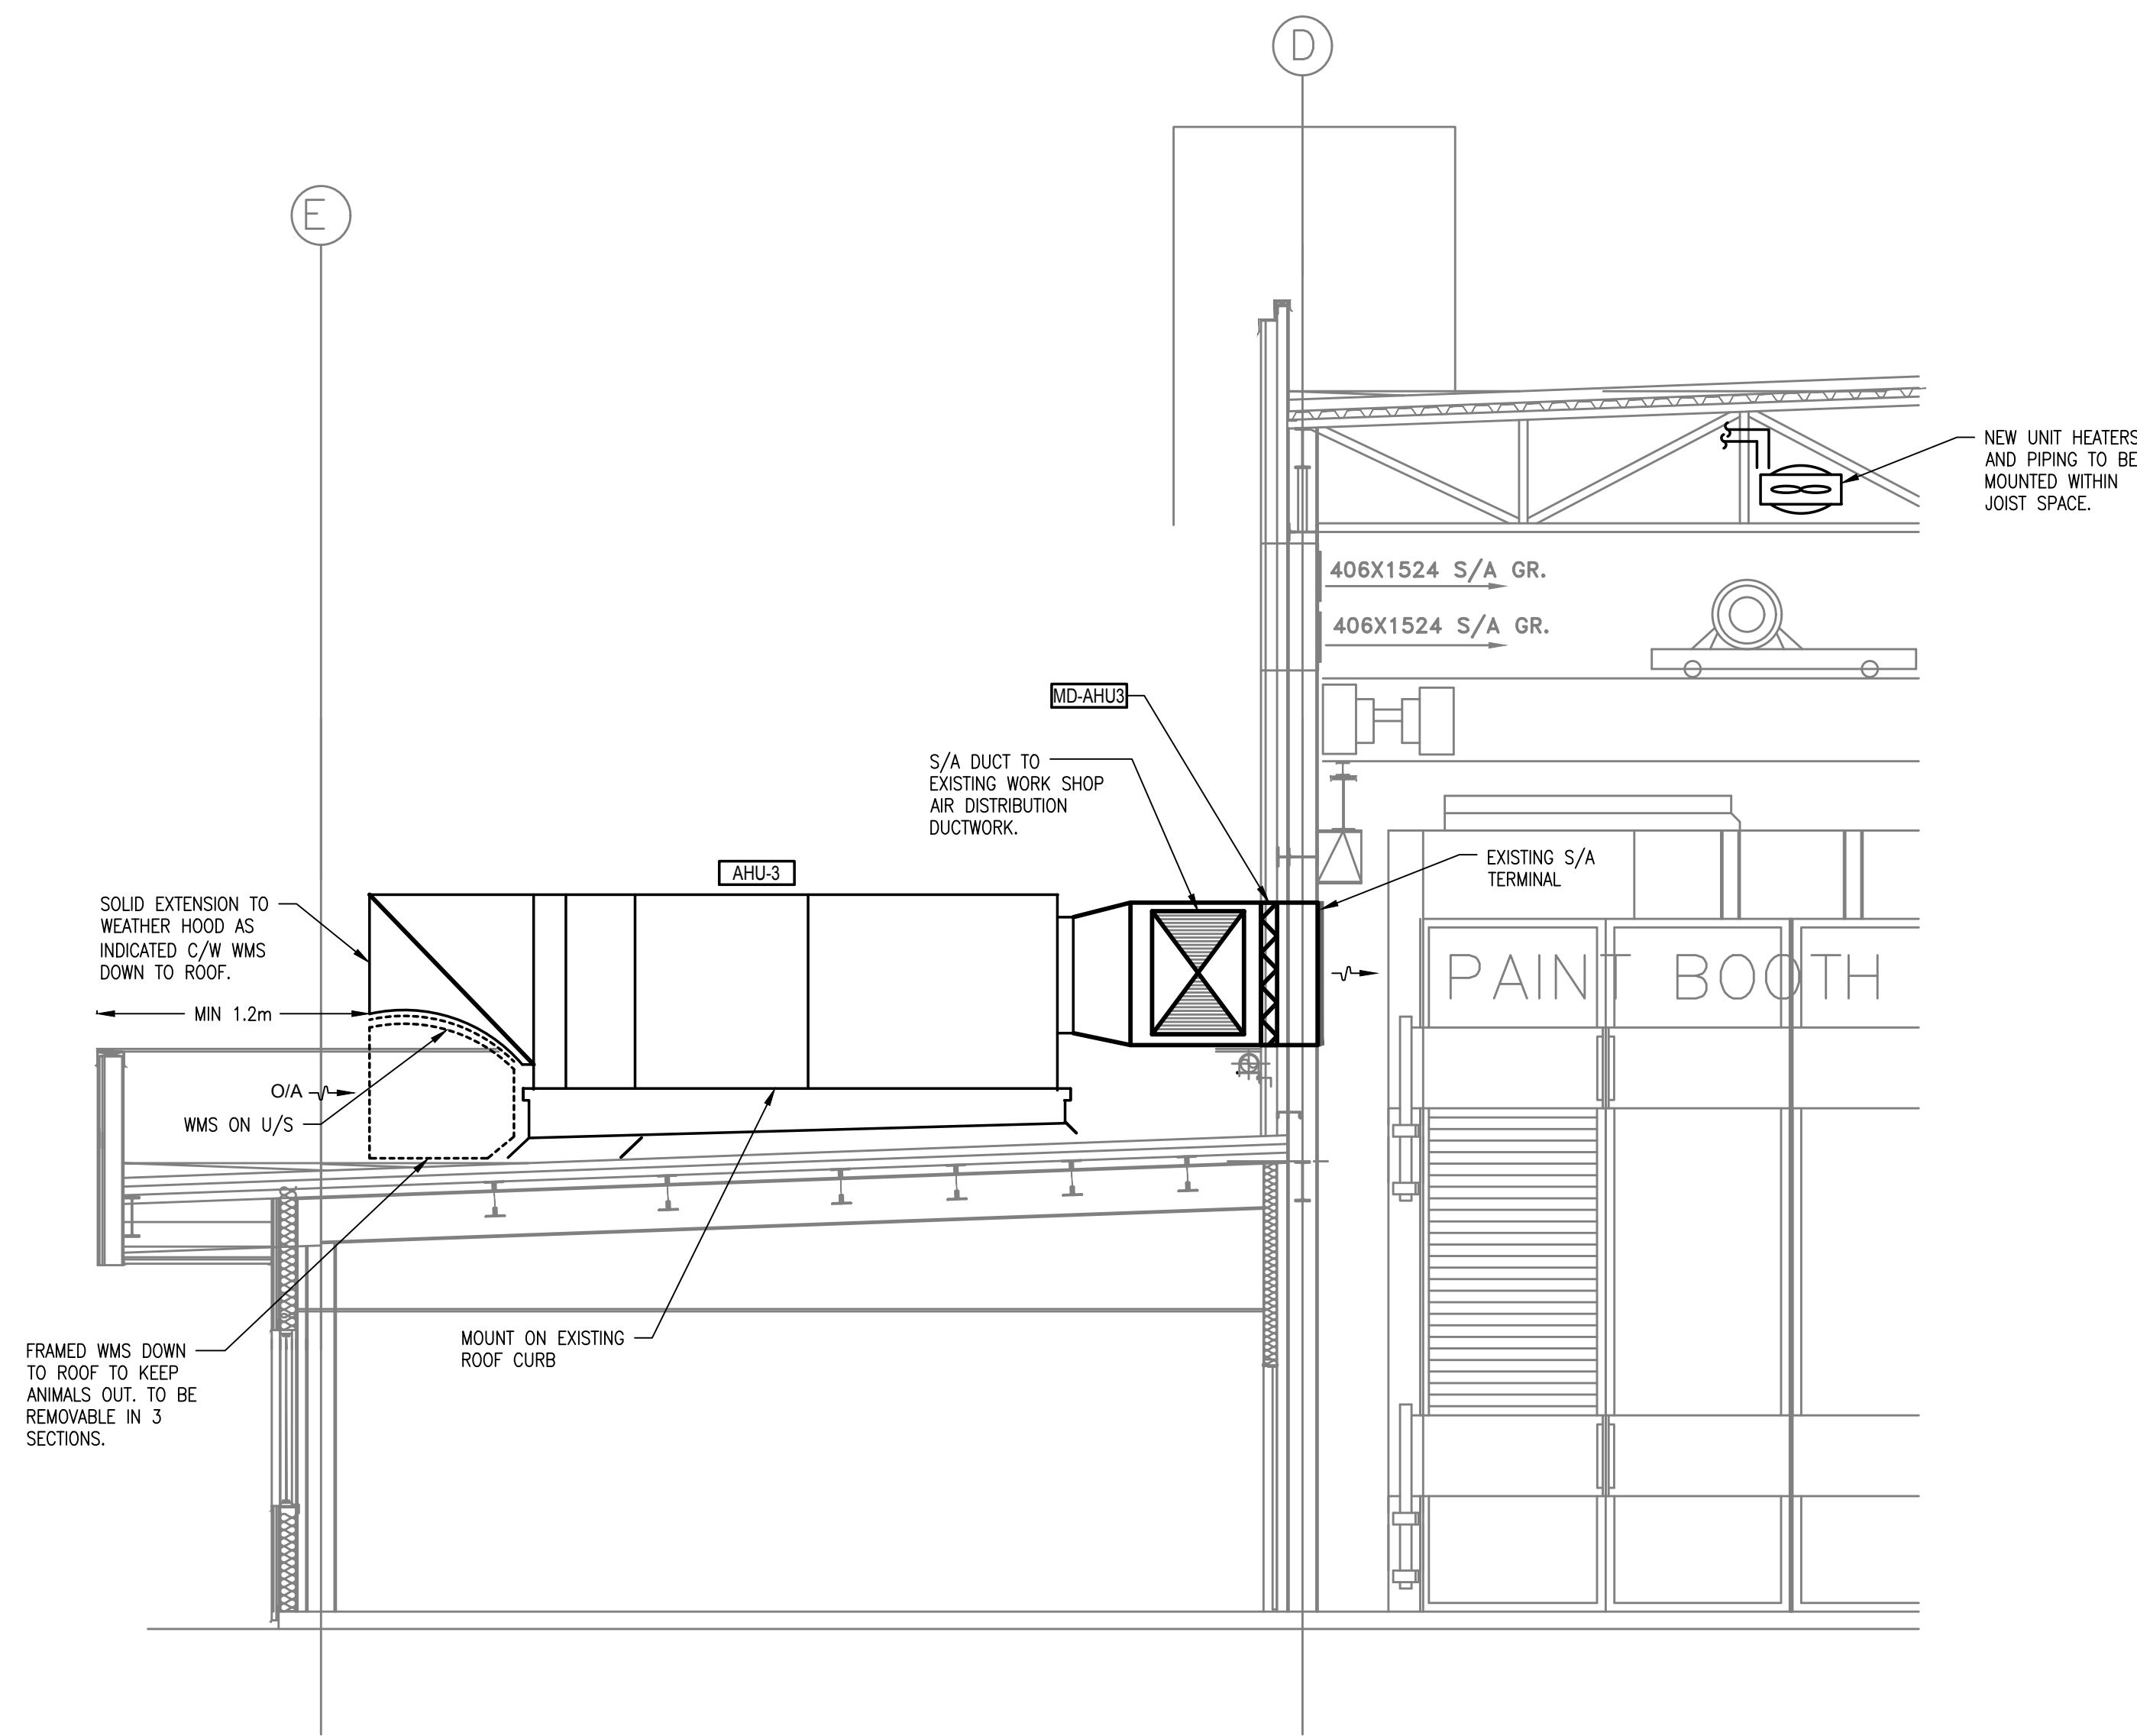 D
E
NEW UNIT HEATERS
AND PIPING TO BE
MOUNTED WITHIN
JOIST SPACE.
406X1524 S/A GR.
406X1524 S/A GR.
MD-AHU3
S/A DUCT TO
EXISTING WORK SHOP
AIR DISTRIBUTION
DUCTWORK.
EXISTING S/A
TERMINAL
AHU-3
SOLID EXTENSION TO
WEATHER HOOD AS
INDICATED C/W WMS
DOWN TO ROOF.
PAINT BOOTH
MIN 1.2m
O/A
WMS ON U/S
MOUNT ON EXISTING
ROOF CURB
FRAMED WMS DOWN
TO ROOF TO KEEP
ANIMALS OUT. TO BE
REMOVABLE IN 3
SECTIONS.